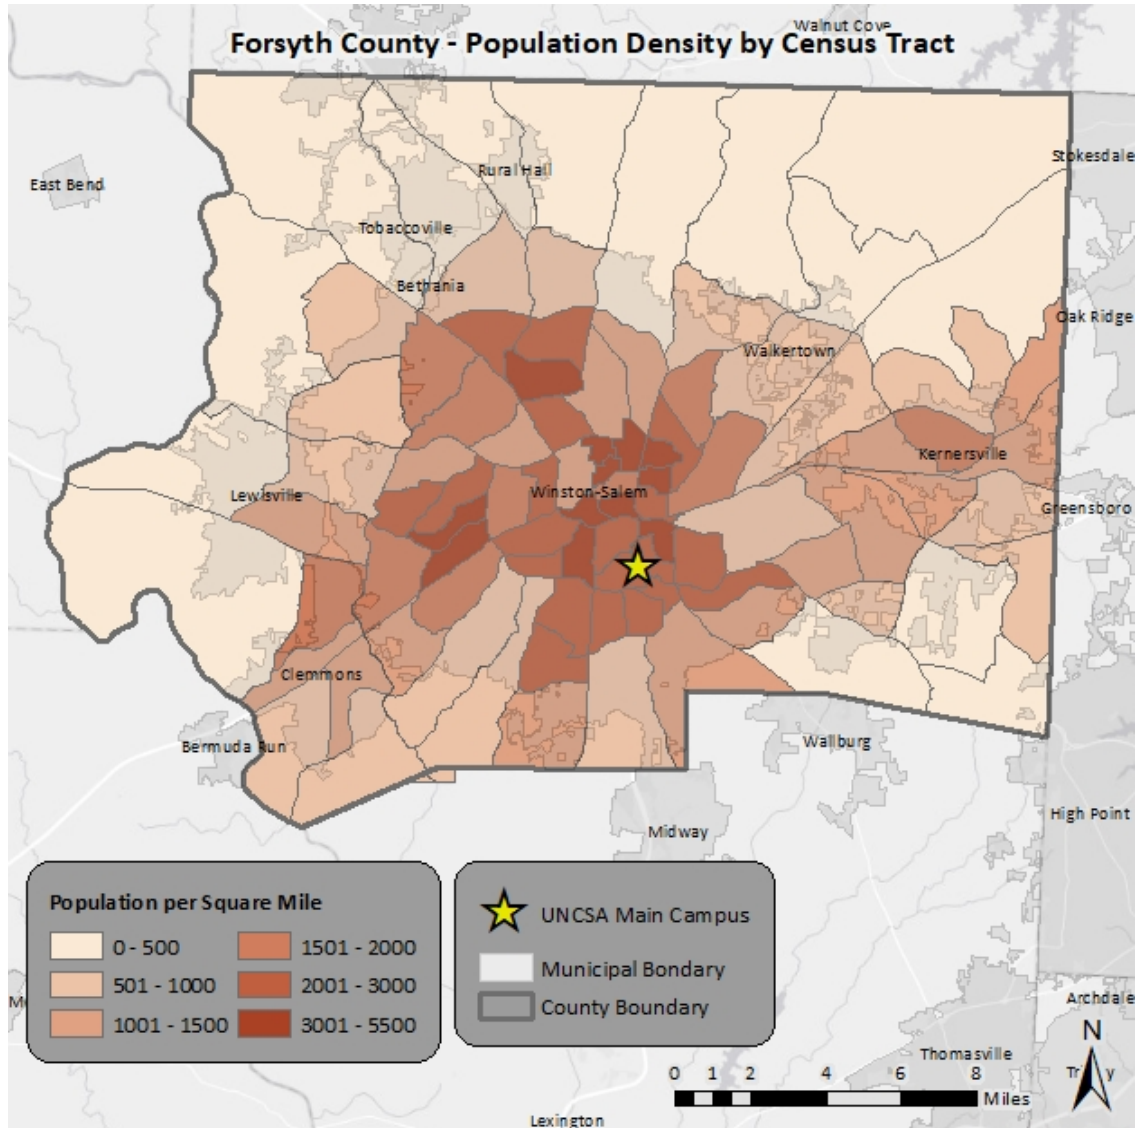 Walnut Cove
Forsyth County - Population Density by Census Tract
Stokesdale
Rural Hall
East Bend
Tobaccoville
Bethania
Oak Ridge
Walkertown
Kernersville
Lewisville
Winston-Salem
Greensboro
Clemmons
Bermuda Run
Wallburg
High Point
Midway
Population per Square Mile
0 - 500
501 - 1000
1001 - 1500
1501 - 2000
2001 - 3000
3001 - 5500
UNCSA Main Campus
Municipal Bondary
County Boundary
Archdale
N
Thomasville
0 1 2 4 6 8
Miles
Lexington